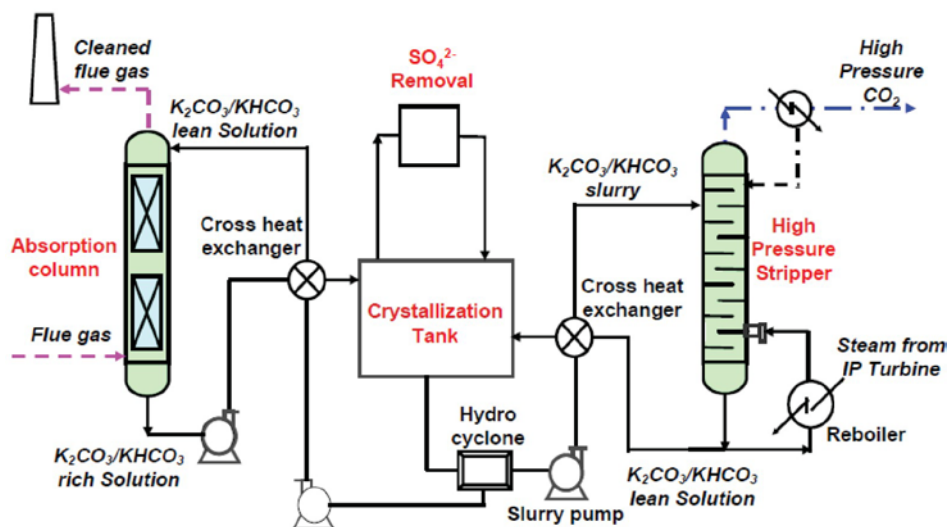 Cleaned
flue gas
K₂CO₃/KHCO₃
lean Solution
SO₄²⁻
Removal
High
Pressure
CO₂
K₂CO₃/KHCO₃
slurry
Absorption
column
Cross heat
exchanger
High
Pressure
Stripper
Crystallization
Tank
Cross heat
exchanger
Flue gas
Steam from
IP Turbine
Hydro
cyclone
Reboiler
K₂CO₃/KHCO₃
rich Solution
K₂CO₃/KHCO₃
lean Solution
Slurry pump